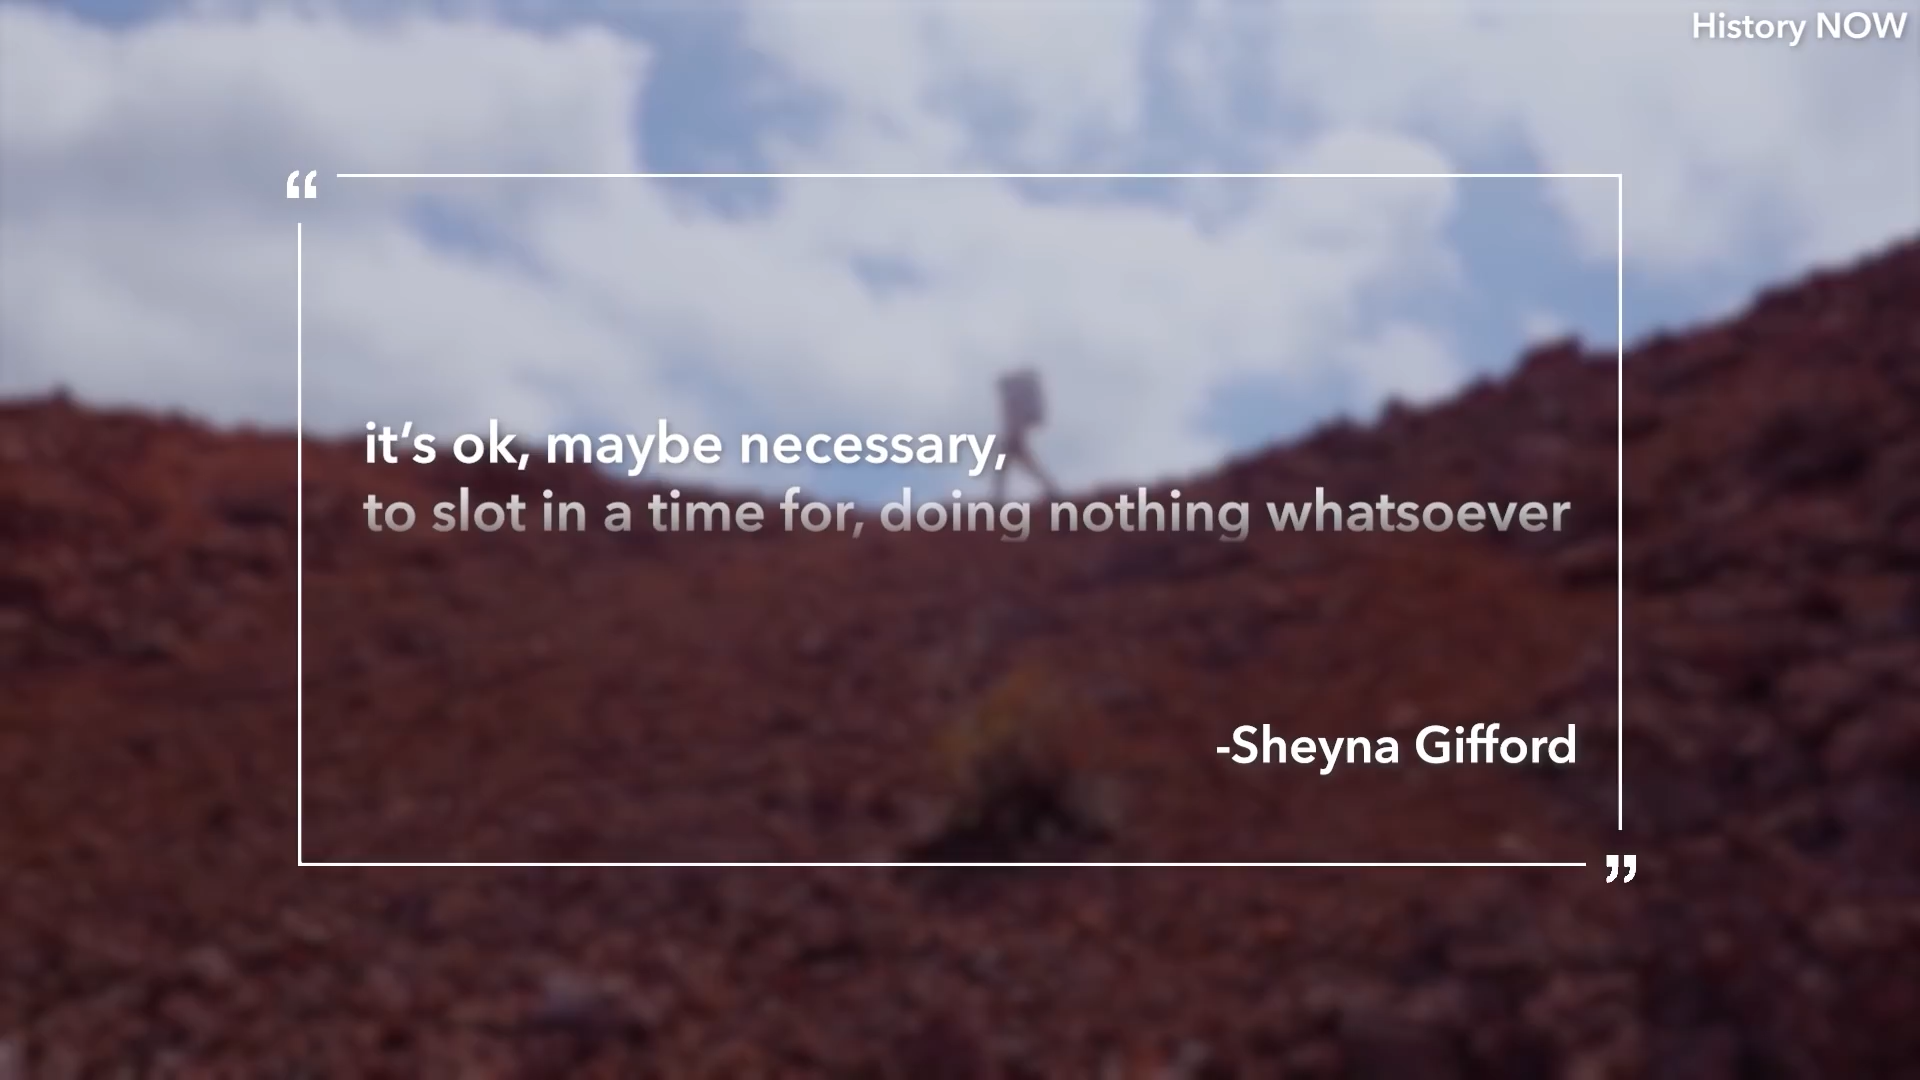 History NOW
“
it’s ok, maybe necessary,
to slot in a time for, doing nothing whatsoever
-Sheyna Gifford
”